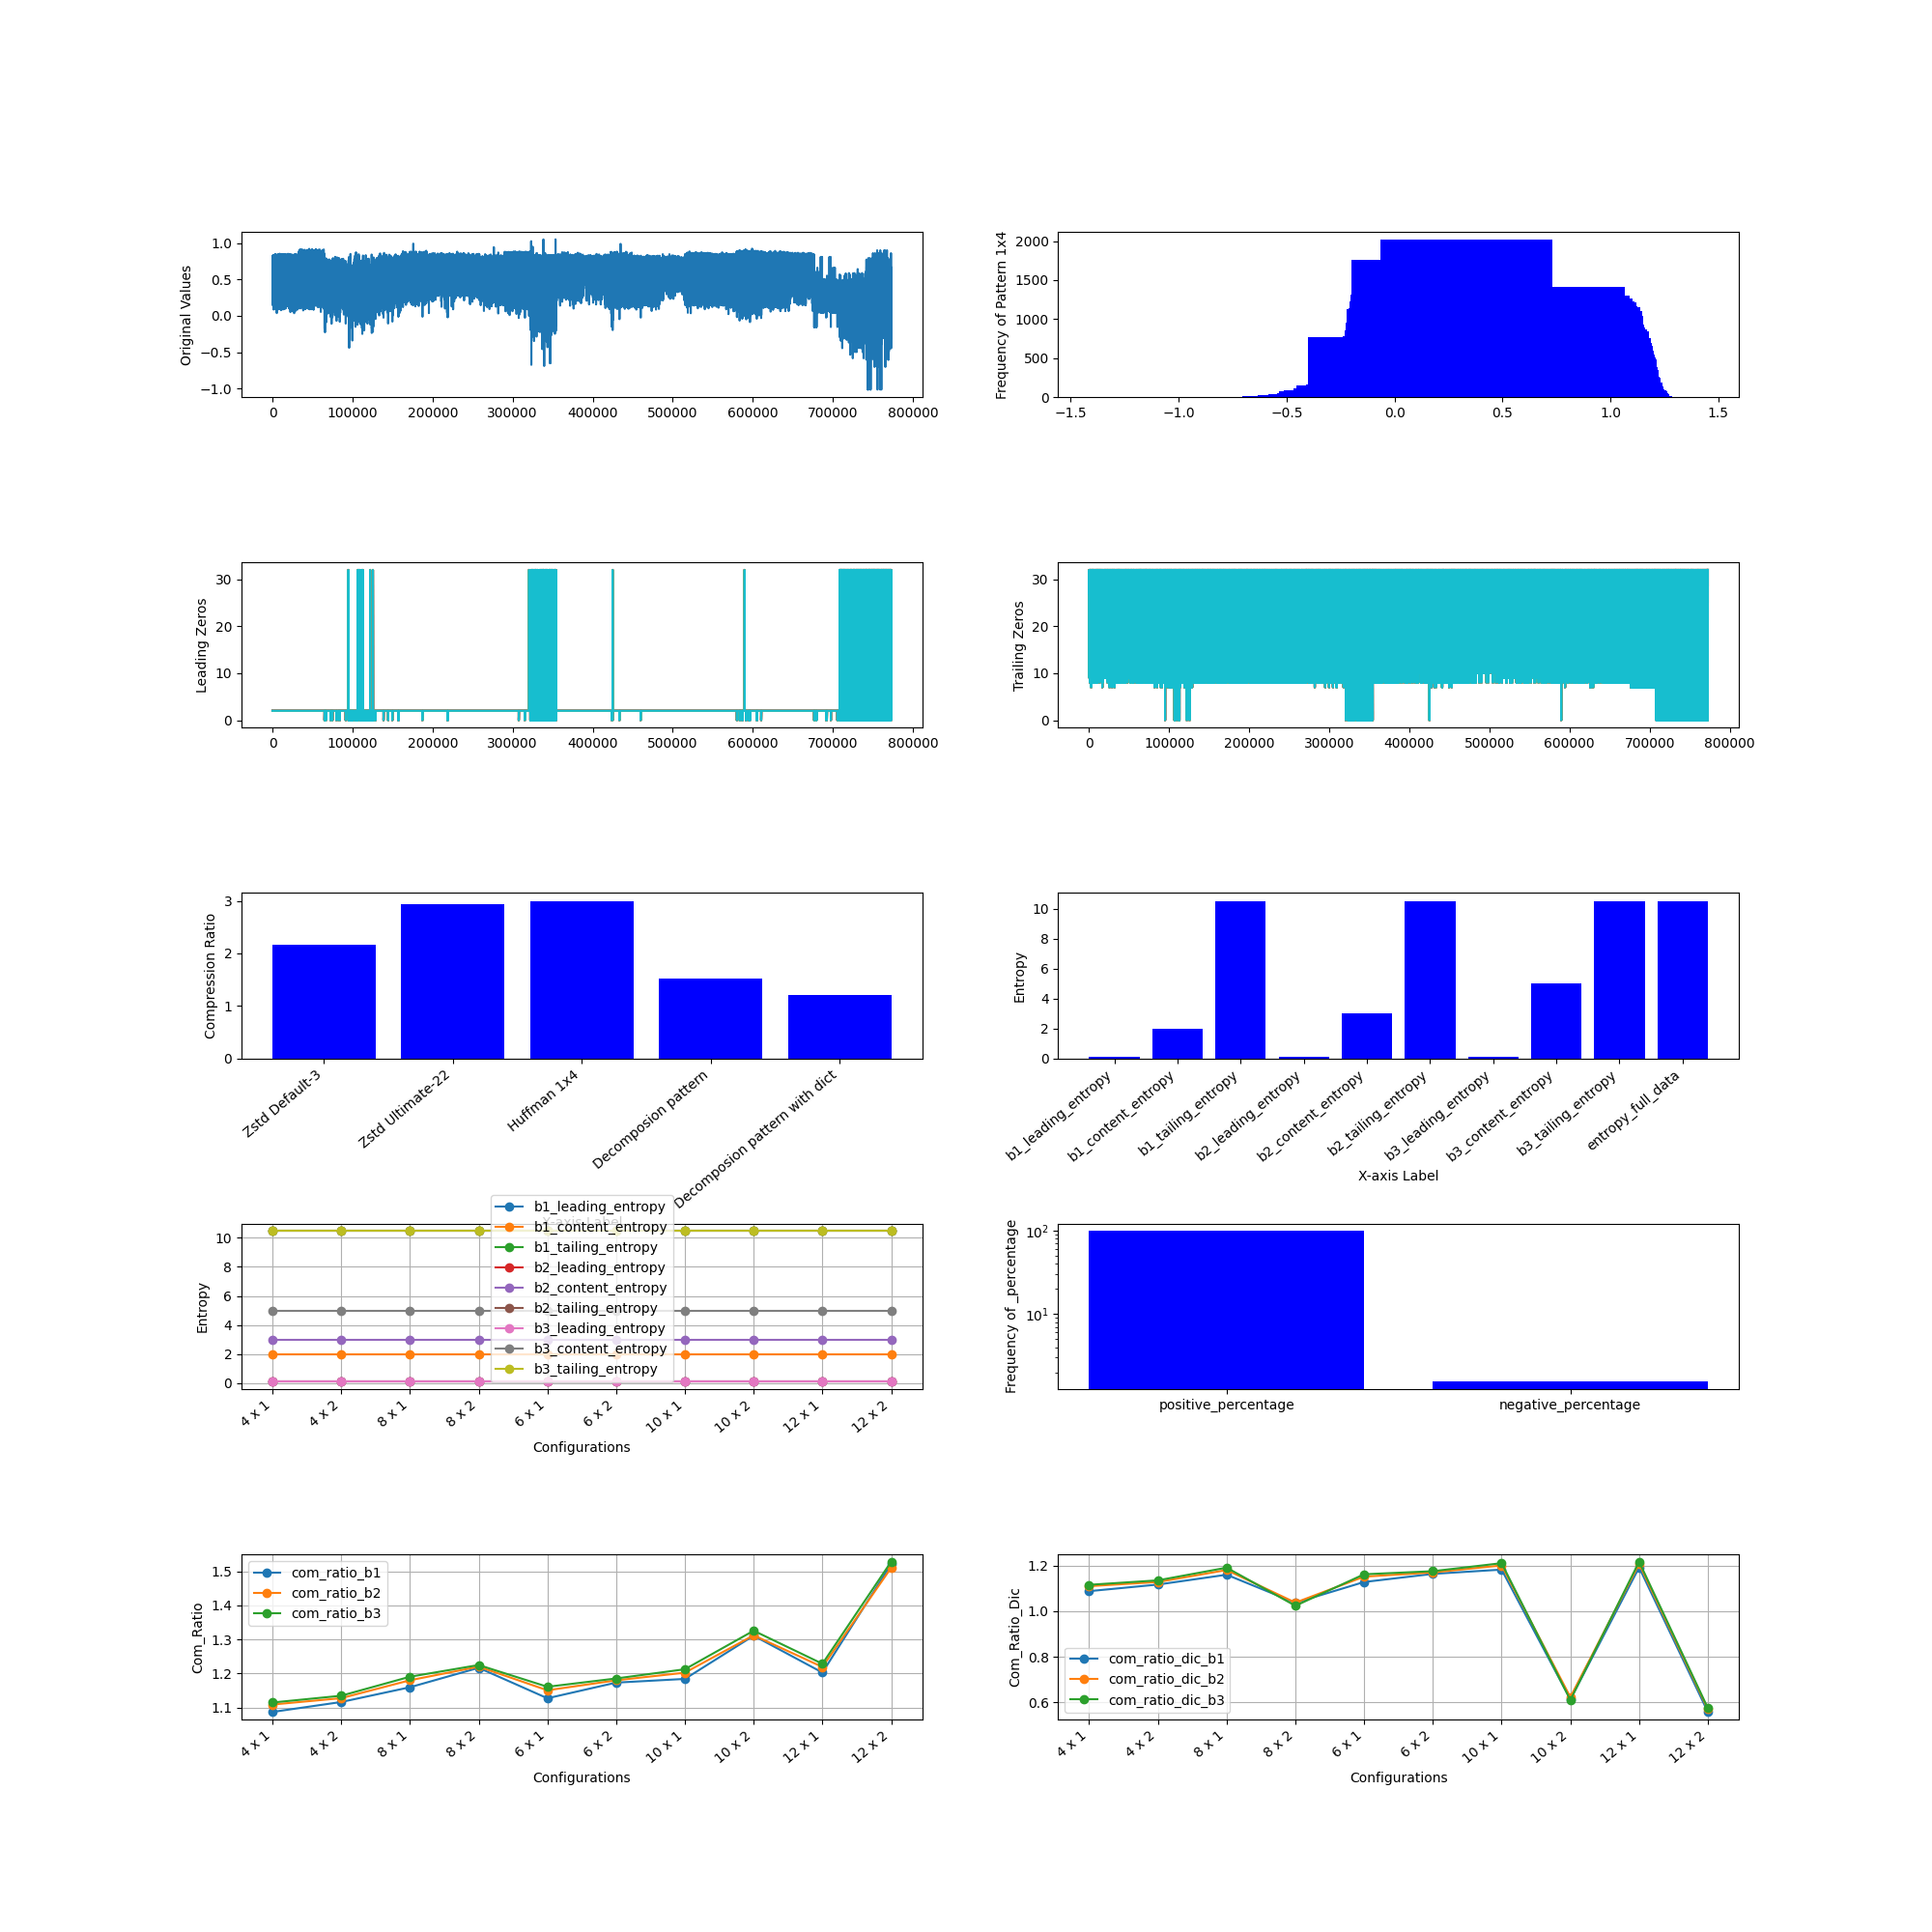 Original Values
1.0
0.5
0.0
−0.5
−1.0
0 100000 200000 300000 400000 500000 600000 700000 800000
Frequency of Pattern 1x4
2000
1500
1000
500
0
−1.5 −1.0 −0.5 0.0 0.5 1.0 1.5
Leading Zeros
30
20
10
0
0 100000 200000 300000 400000 500000 600000 700000 800000
Trailing Zeros
30
20
10
0
0 100000 200000 300000 400000 500000 600000 700000 800000
Compression Ratio
3
2
1
0
Zstd Default-3
Zstd Ultimate-22
Huffman 1x4
Decomposion pattern
Decomposion pattern with dict
X-axis Label
Entropy
10
8
6
4
2
0
b1_leading_entropy
b1_content_entropy
b1_tailing_entropy
b2_leading_entropy
b2_content_entropy
b2_tailing_entropy
b3_leading_entropy
b3_content_entropy
b3_tailing_entropy
entropy_full_data
X-axis Label
Entropy
10
8
6
4
2
0
b1_leading_entropy
b1_content_entropy
b1_tailing_entropy
b2_leading_entropy
b2_content_entropy
b2_tailing_entropy
b3_leading_entropy
b3_content_entropy
b3_tailing_entropy
4 x 1
4 x 2
8 x 1
8 x 2
6 x 1
6 x 2
10 x 1
10 x 2
12 x 1
12 x 2
Configurations
Frequency of _percentage
10²
10¹
positive_percentage negative_percentage
Com_Ratio
1.5
1.4
1.3
1.2
1.1
com_ratio_b1
com_ratio_b2
com_ratio_b3
4 x 1
4 x 2
8 x 1
8 x 2
6 x 1
6 x 2
10 x 1
10 x 2
12 x 1
12 x 2
Configurations
Com_Ratio_Dic
1.2
1.0
0.8
0.6
com_ratio_dic_b1
com_ratio_dic_b2
com_ratio_dic_b3
4 x 1
4 x 2
8 x 1
8 x 2
6 x 1
6 x 2
10 x 1
10 x 2
12 x 1
12 x 2
Configurations